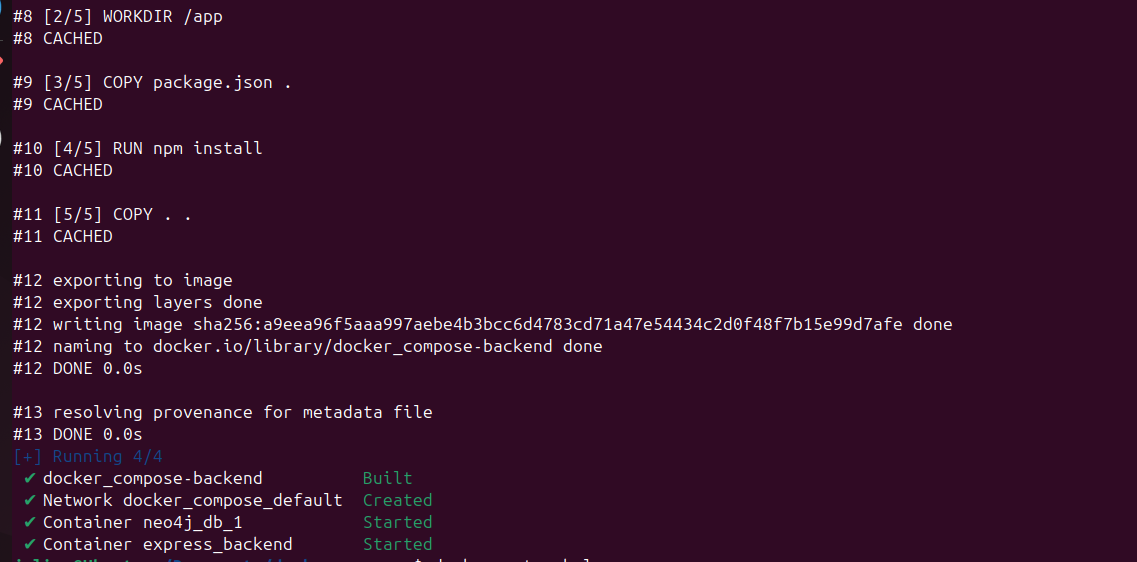 #8 [2/5] WORKDIR /app
#8 CACHED
#9 [3/5] COPY package.json .
#9 CACHED
#10 [4/5] RUN npm install
#10 CACHED
#11 [5/5] COPY . .
#11 CACHED
#12 exporting to image
#12 exporting layers done
#12 writing image sha256:a9eea96f5aaa997aebe4b3bcc6d4783cd71a47e54434c2d0f48f7b15e99d7afe done
#12 naming to docker.io/library/docker_compose-backend done
#12 DONE 0.0s
#13 resolving provenance for metadata file
#13 DONE 0.0s
[+] Running 4/4
✔ docker_compose-backend Built
✔ Network docker_compose_default Created
✔ Container neo4j_db_1 Started
✔ Container express_backend Started